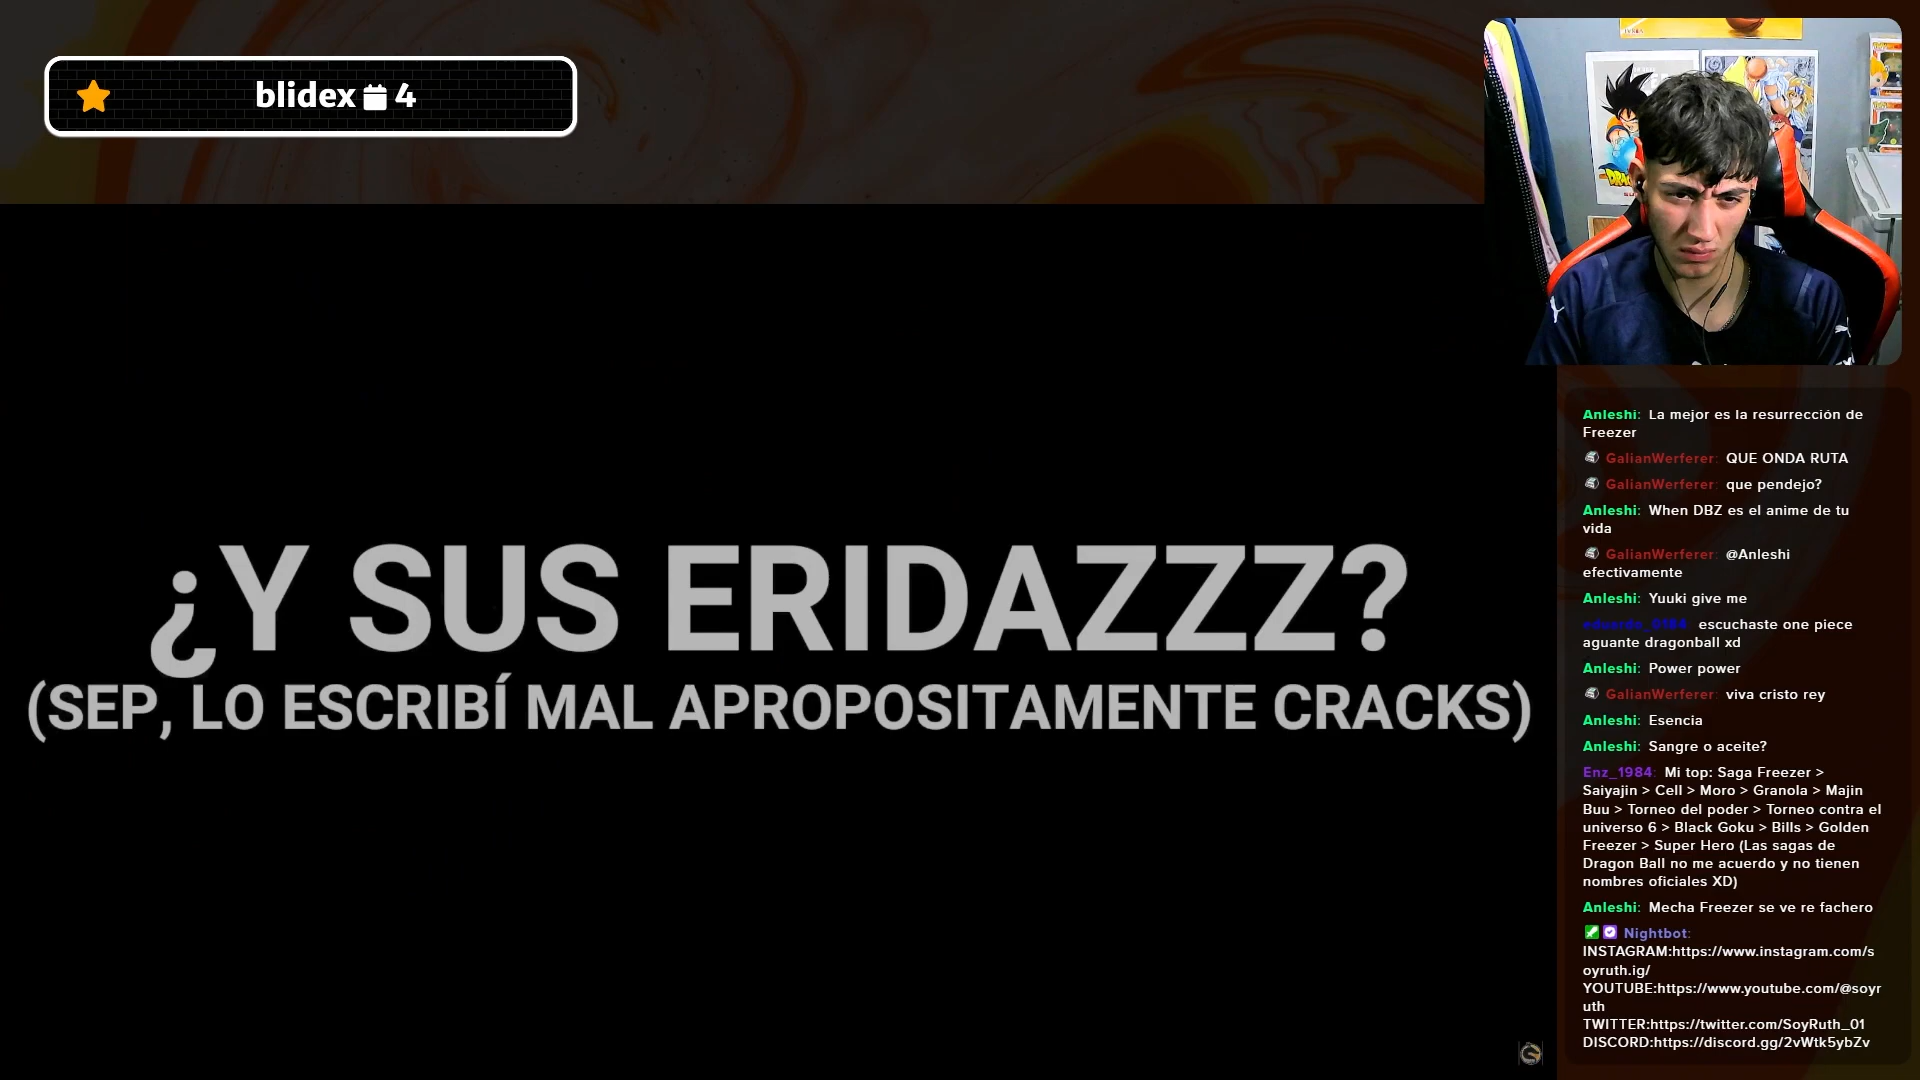 blidex 4
¿Y SUS ERIDAZZZ?
(SEP, LO ESCRIBÍ MAL APROPOSITAMENTE CRACKS)
Anleshi: La mejor es la resurrección de
Freezer
GalianWerferer: QUE ONDA RUTA
GalianWerferer: que pendejo?
Anleshi: When DBZ es el anime de tu
vida
GalianWerferer: @Anleshi
efectivamente
Anleshi: Yuuki give me
eduardo_9184: escuchaste one piece
aguante dragonball xd
Anleshi: Power power
GalianWerferer: viva cristo rey
Anleshi: Esencia
Anleshi: Sangre o aceite?
Enz_1984: Mi top: Saga Freezer >
Saiyajin > Cell > Moro > Granola > Majin
Buu > Torneo del poder > Torneo contra el
universo 6 > Black Goku > Bills > Golden
Freezer > Super Hero (Las sagas de
Dragon Ball no me acuerdo y no tienen
nombres oficiales XD)
Anleshi: Mecha Freezer se ve re fachero
Nightbot:
INSTAGRAM:https://www.instagram.com/s
oyruth.ig/
YOUTUBE:https://www.youtube.com/@soyr
uth
TWITTER:https://twitter.com/SoyRuth_01
DISCORD:https://discord.gg/2vWtk5ybZv